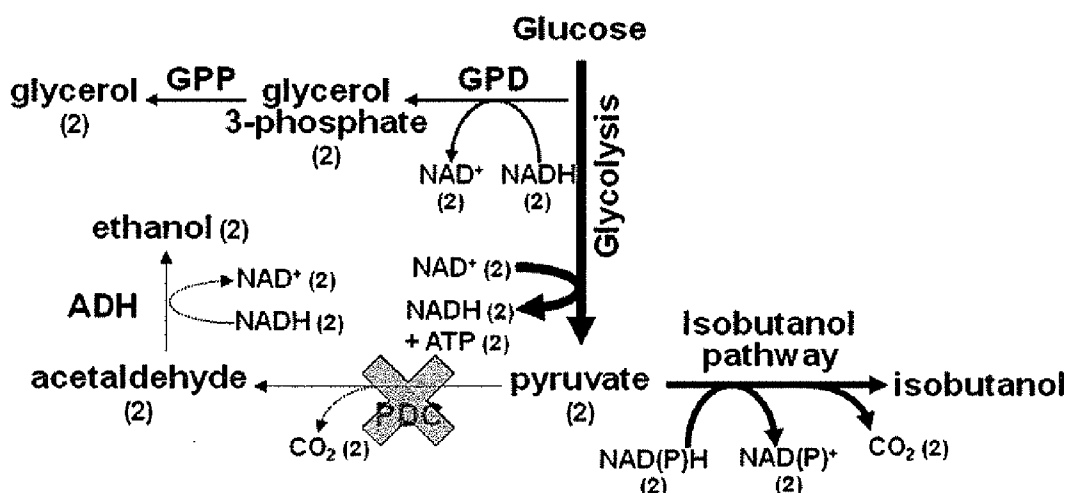 Glucose
glycerol
(2)
GPP
glycerol
3-phosphate
(2)
GPD
NAD⁺
(2)
NADH
(2)
Glycolysis
ethanol (2)
ADH
NAD⁺ (2)
NADH (2)
NAD⁺ (2)
NADH (2)
+ ATP (2)
acetaldehyde
(2)
PDC
CO₂ (2)
pyruvate
(2)
Isobutanol
pathway
isobutanol
NAD(P)H
(2)
NAD(P)⁺
(2)
CO₂ (2)